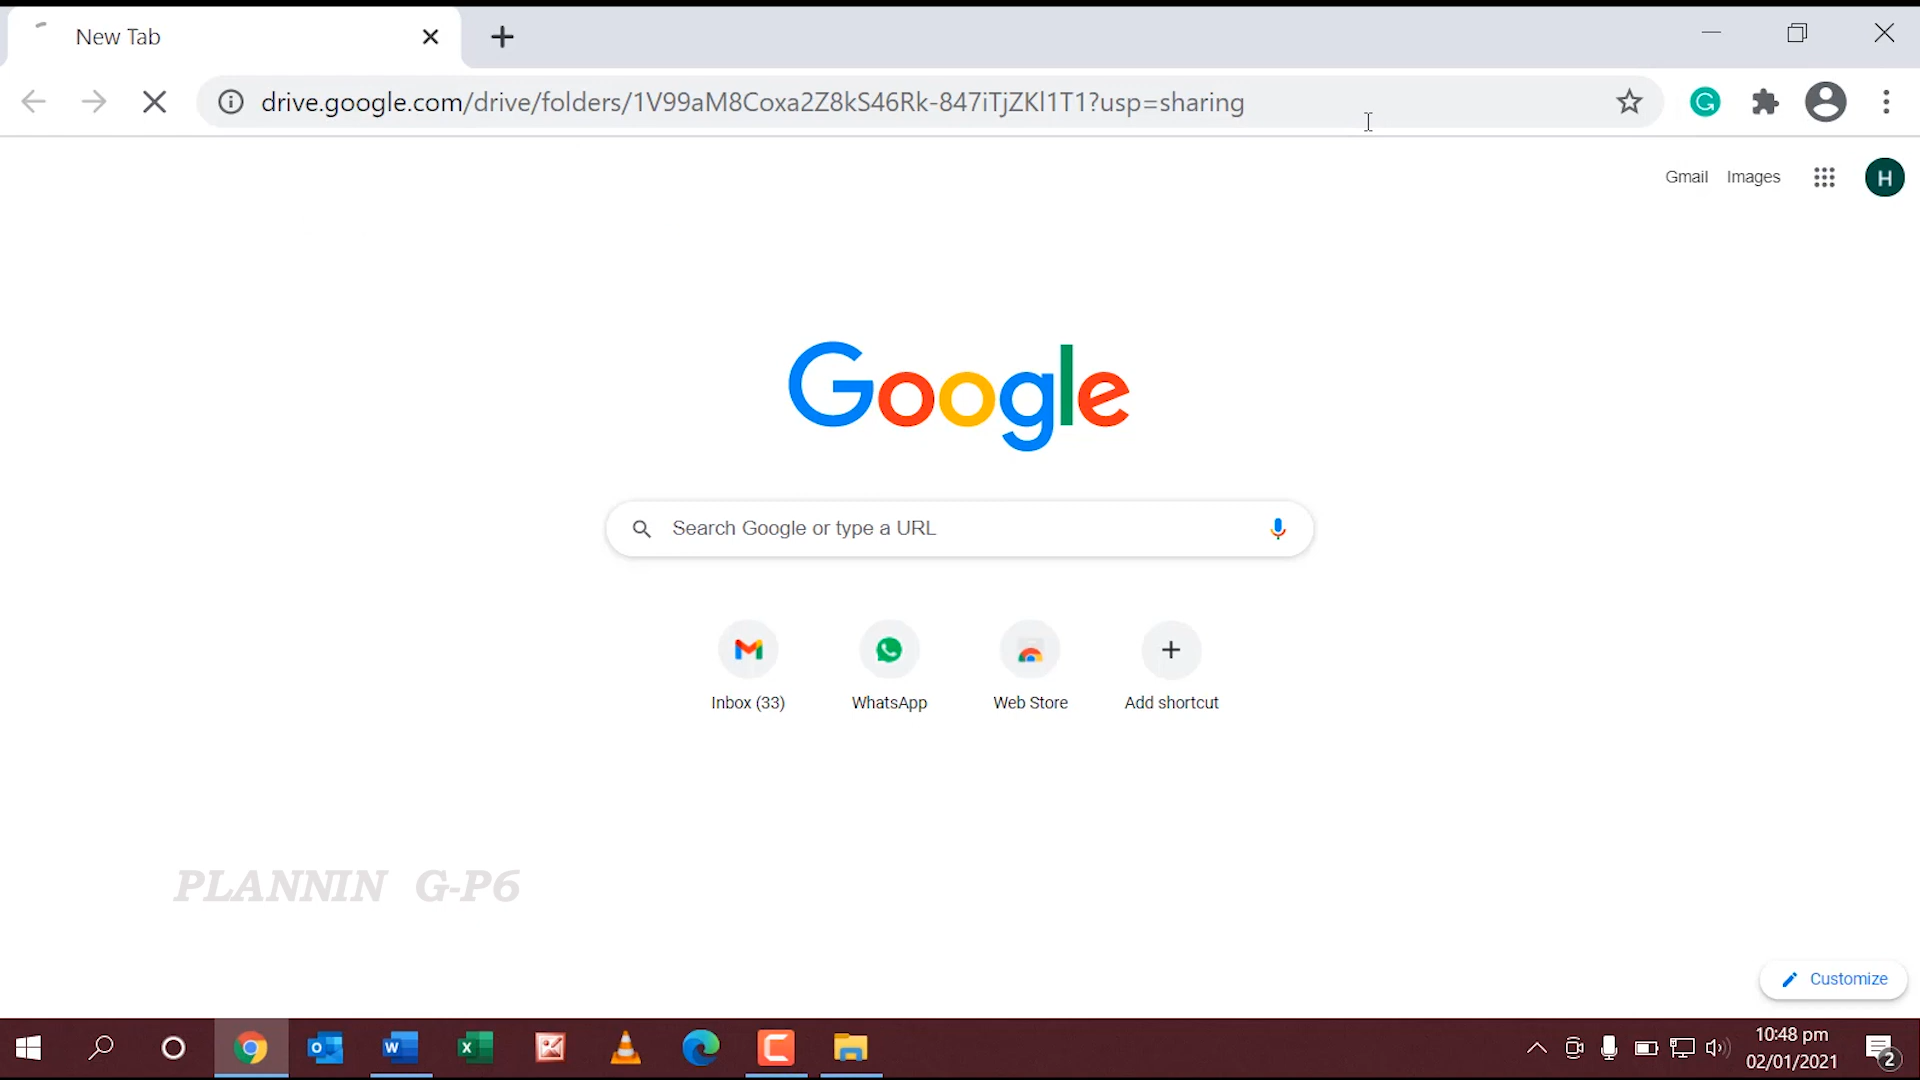 New Tab
drive.google.com/drive/folders/1V99aM8Coxa2Z8kS46Rk-847iTjZKl1T1?usp=sharing
Gmail Images
H
Google
Search Google or type a URL
Inbox (33) WhatsApp Web Store Add shortcut
PLANNIN G-P6
Customize
10:48 pm
02/01/2021
2